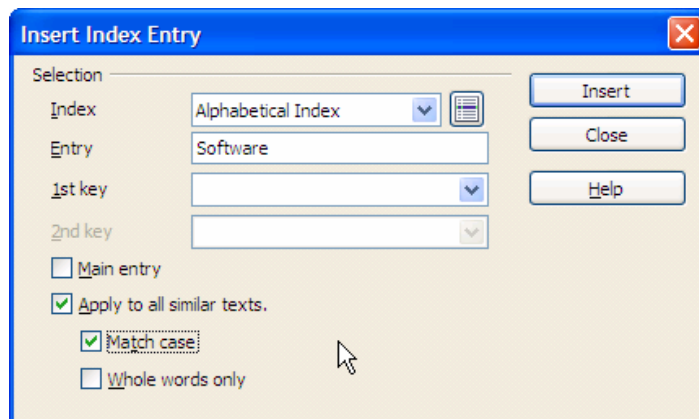 Insert Index Entry
Selection
Index Alphabetical Index Insert
Entry Software Close
1st key Help
2nd key
Main entry
Apply to all similar texts.
Match case
Whole words only